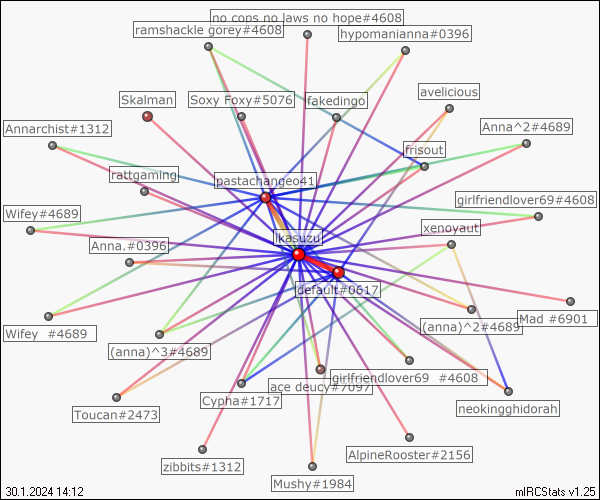 no cops no laws no hope#4608
ramshackle gorey#4608
hypomanianna#0396
Skalman
Soxy Foxy#5076
fakedingo
avelicious
Annarchist#1312
Anna^2#4689
frisout
rattgaming
pastachangeo41
girlfriendlover69#4608
Wifey#4689
xenoyaut
ikasuzu
Anna.#0396
default#0617
Mad #6901
Wifey #4689
(anna)^2#4689
(anna)^3#4689
girlfriendlover69 #4608
ace deucy#7097
Cypha#1717
neokingghidorah
Toucan#2473
AlpineRooster#2156
zibbits#1312
Mushy#1984
30.1.2024 14:12
mIRCStats v1.25